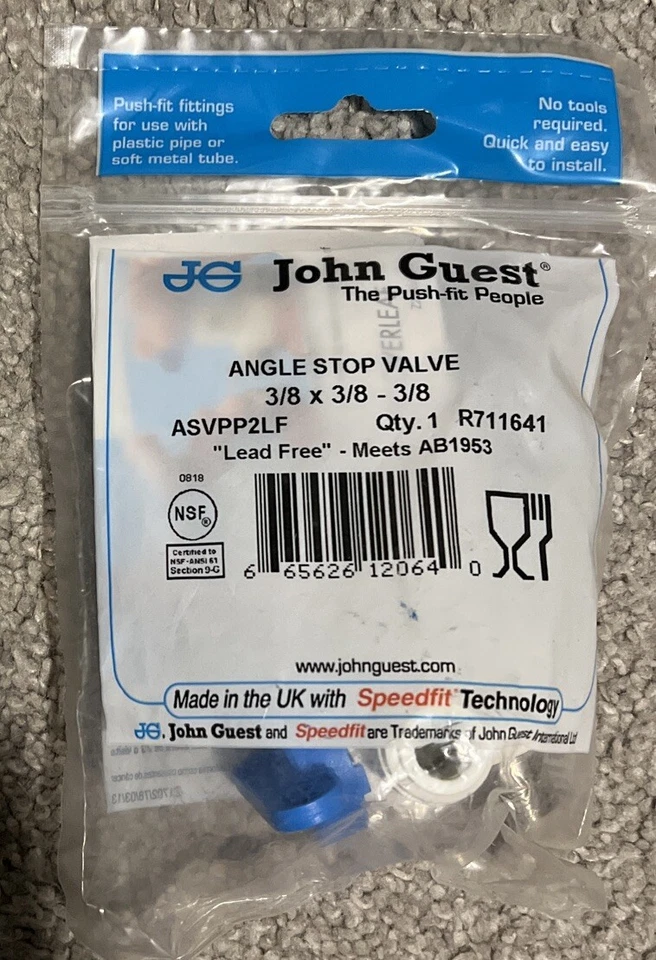 Push-fit fittings
for use with
plastic pipe or
soft metal tube.
No tools
required.
Quick and easy
to install.
JG John Guest®
The Push-fit People
ERLEA
ANGLE STOP VALVE
3/8 x 3/8 - 3/8
ASVPP2LF Qty. 1 R711641
"Lead Free" - Meets AB1953
0818
NSF®
Certified to
NSF-ANSI 61
Section 9-G
6 65626 12064 0
www.johnguest.com
Made in the UK with Speedfit® Technology
JG. John Guest and Speedfit are Trademarks of John Guest International Ltd